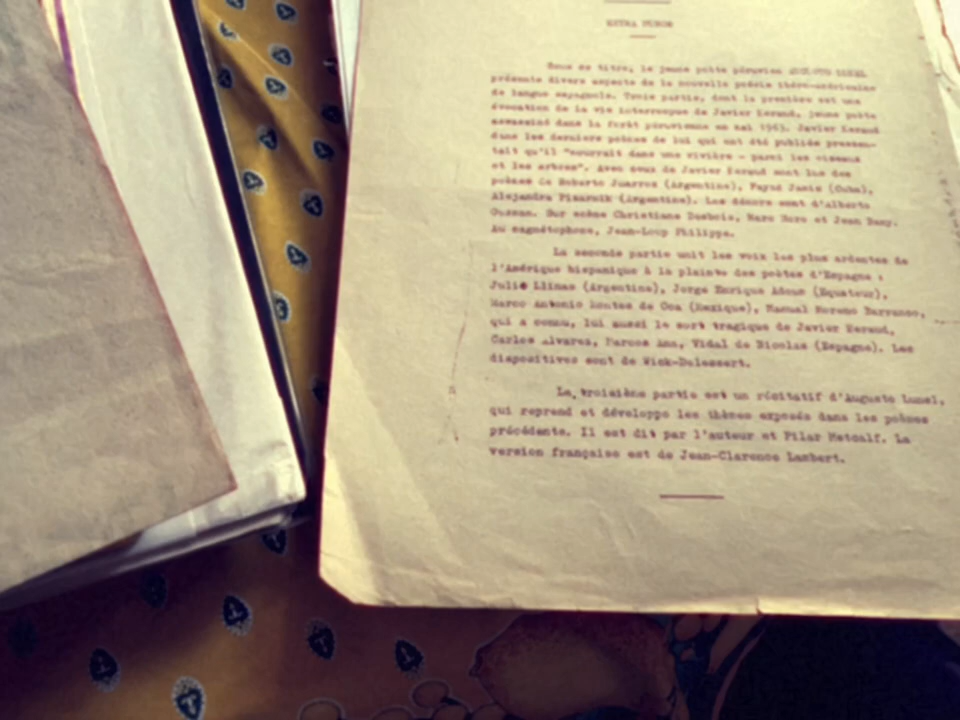 EXTRA MUROS
Sous ce titre, le jeune poète péruvien AUGUSTO LUNEL
présente divers aspects de la nouvelle poésie ibéro-américaine
de langue espagnole. Trois parties, dont la première est une
évocation de la vie interrompue de Javier Heraud, jeune poète
assassiné dans la forêt péruvienne en mai 1963. Javier Heraud
dans les derniers poèmes de lui qui ont été publiés pressen-
tait qu'il "mourrait dans une rivière - parmi les oiseaux
et les arbres". Avec ceux de Javier Heraud sont lus des
poèmes de Roberto Juarroz (Argentine), Fayad Jamis (Cuba),
Alejandra Pizarnik (Argentine). Les décors sont d'Alberto
Guzman. Sur scène Christiane Desbois, Marc et Jean
Au magnétophone, Jean-Loup Philippe.
La seconde partie unit les voix les plus ardentes de
l'Amérique hispanique à la plainte des poètes d'Espagne :
Julio Llinas (Argentine), Jorge Enrique Adoum (Equateur),
Marco Antonio Montes de Oca (Mexique), Manuel Moreno
qui a connu, lui aussi le sort tragique de Javier Heraud,
Carlos Alvares, Marcos Ana, Vidal de Nicolas (Espagne). Les
dispositives sont de Wick-Delessert.
La troisième partie est un récitatif d'Augusto Lunel,
qui reprend et développe les thèmes exposés dans les poèmes
précédents. Il est dit par l'auteur et Pilar Metcalf. La
version française est de Jean-Clarence Lambert.